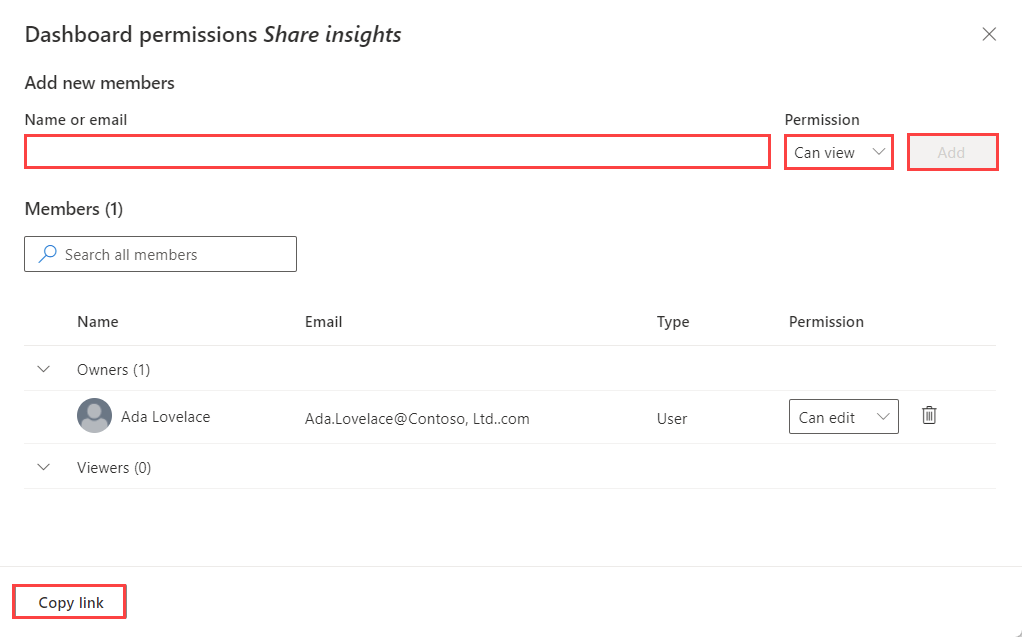 Dashboard permissions Share insights
Add new members
Name or email Permission
Can view Add
Members (1)
Search all members
Name Email Type Permission
Owners (1)
Ada Lovelace Ada.Lovelace@Contoso, Ltd..com User Can edit
Viewers (0)
Copy link